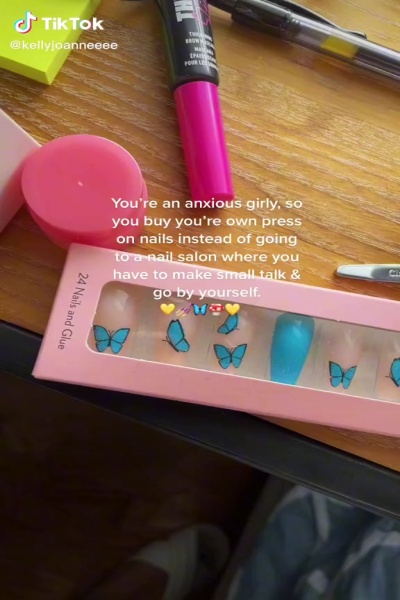 TikTok
@kellyjoanneeee
You're an anxious girly, so
you buy you're own press
on nails instead of going
to a nail salon where you
have to make small talk &
go by yourself.
💛💅🏻🦋🍄💛
24 Nails and Glue